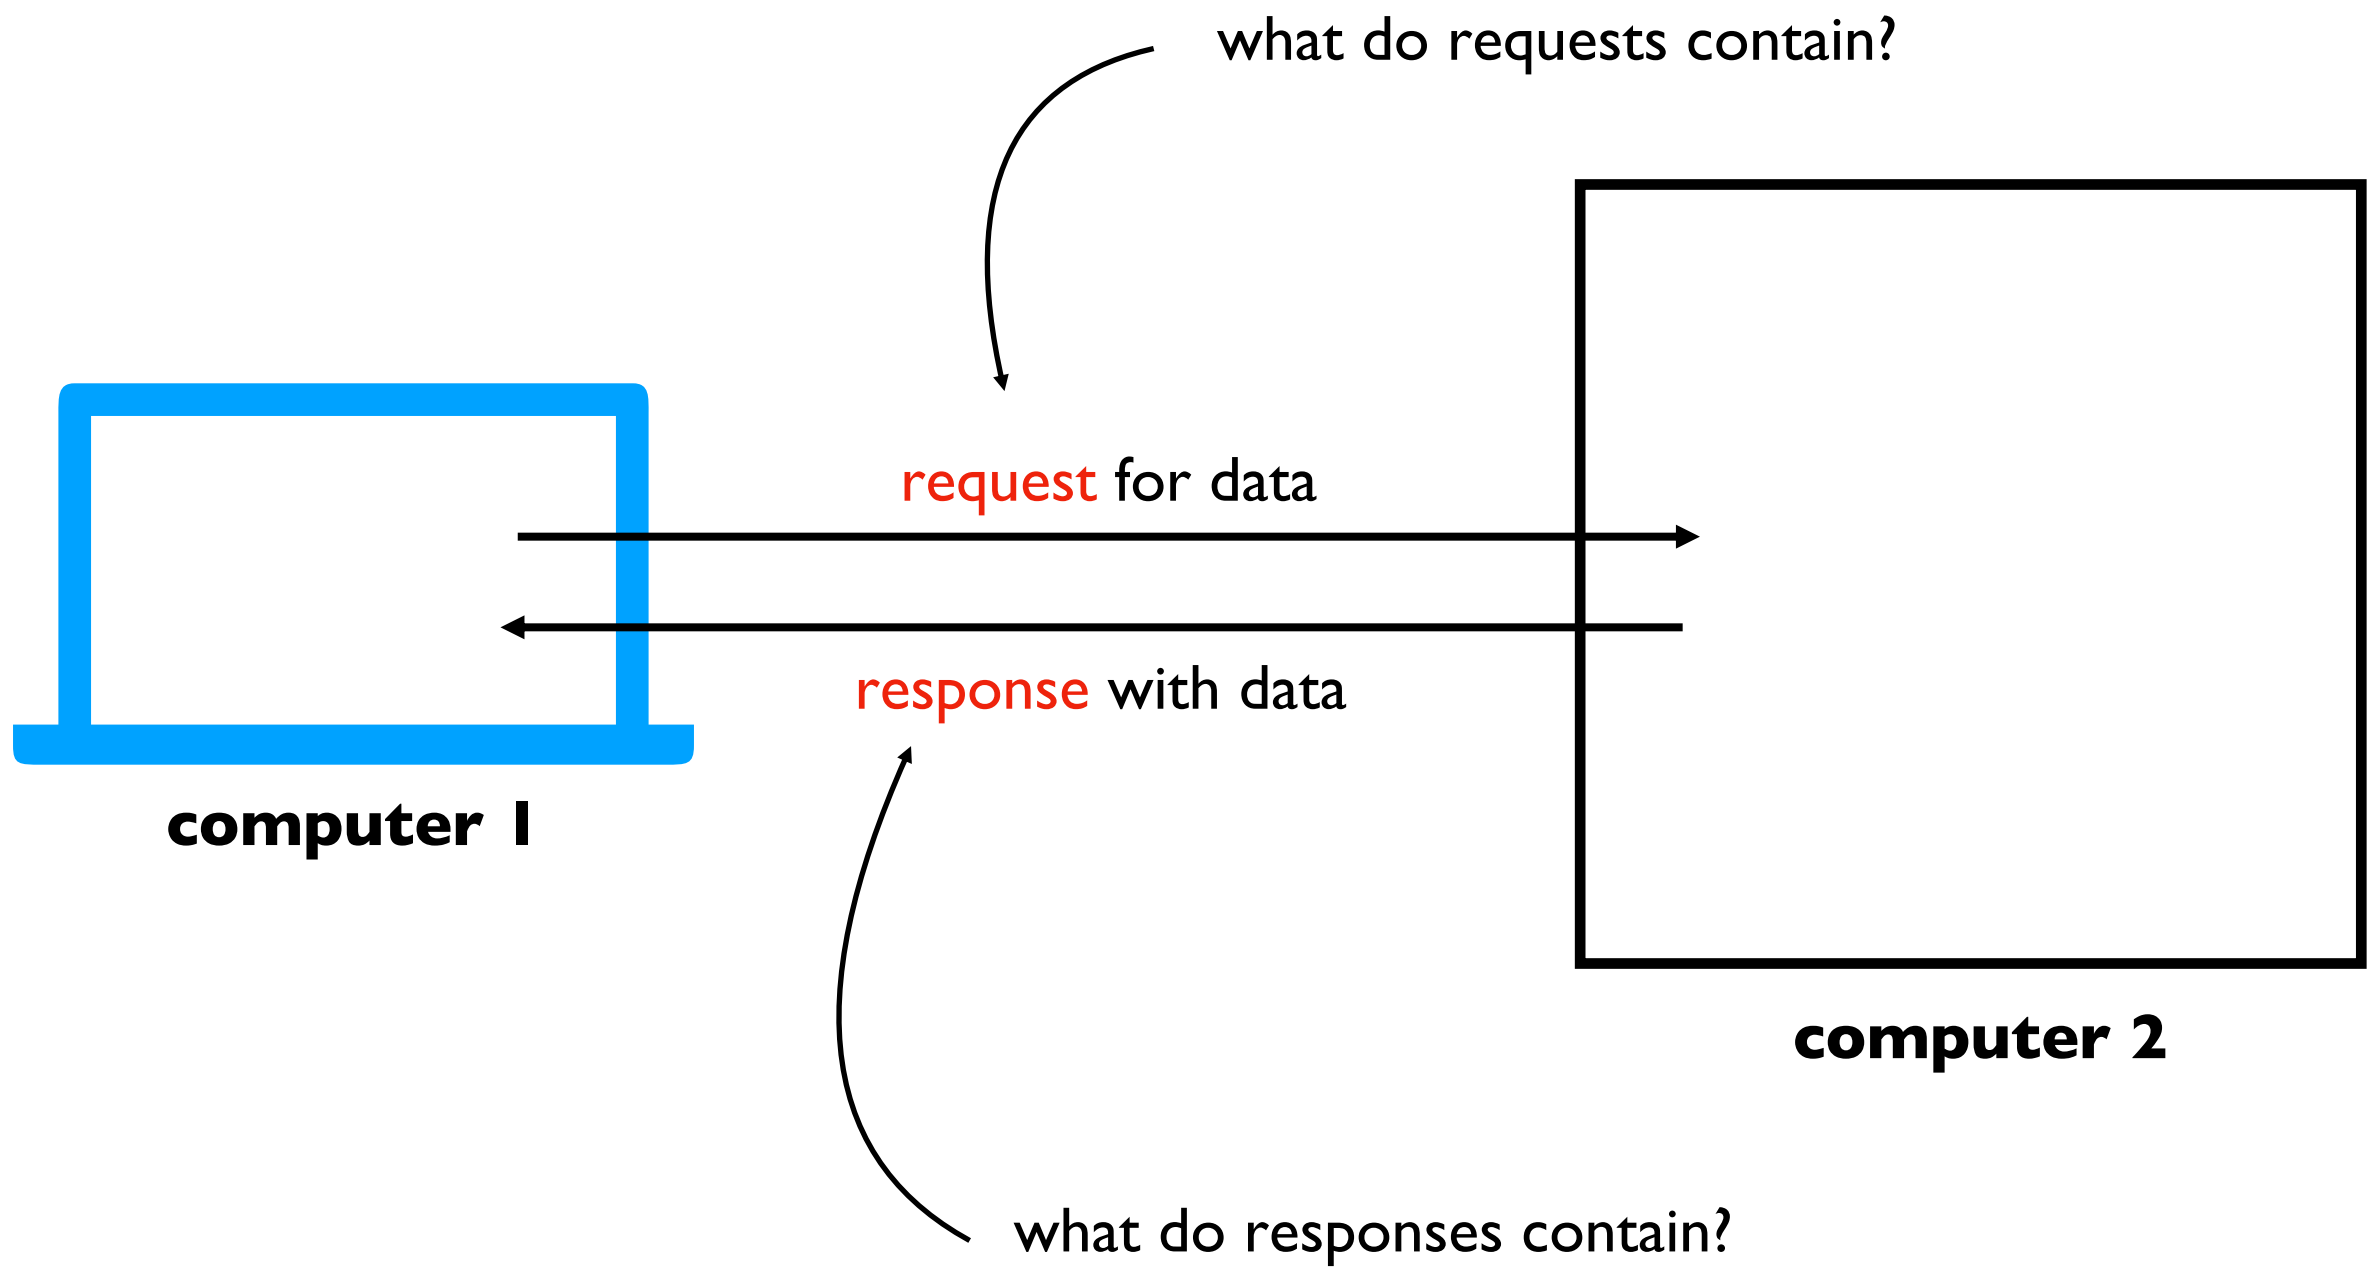 what do requests contain?
request for data
response with data
computer 1
computer 2
what do responses contain?